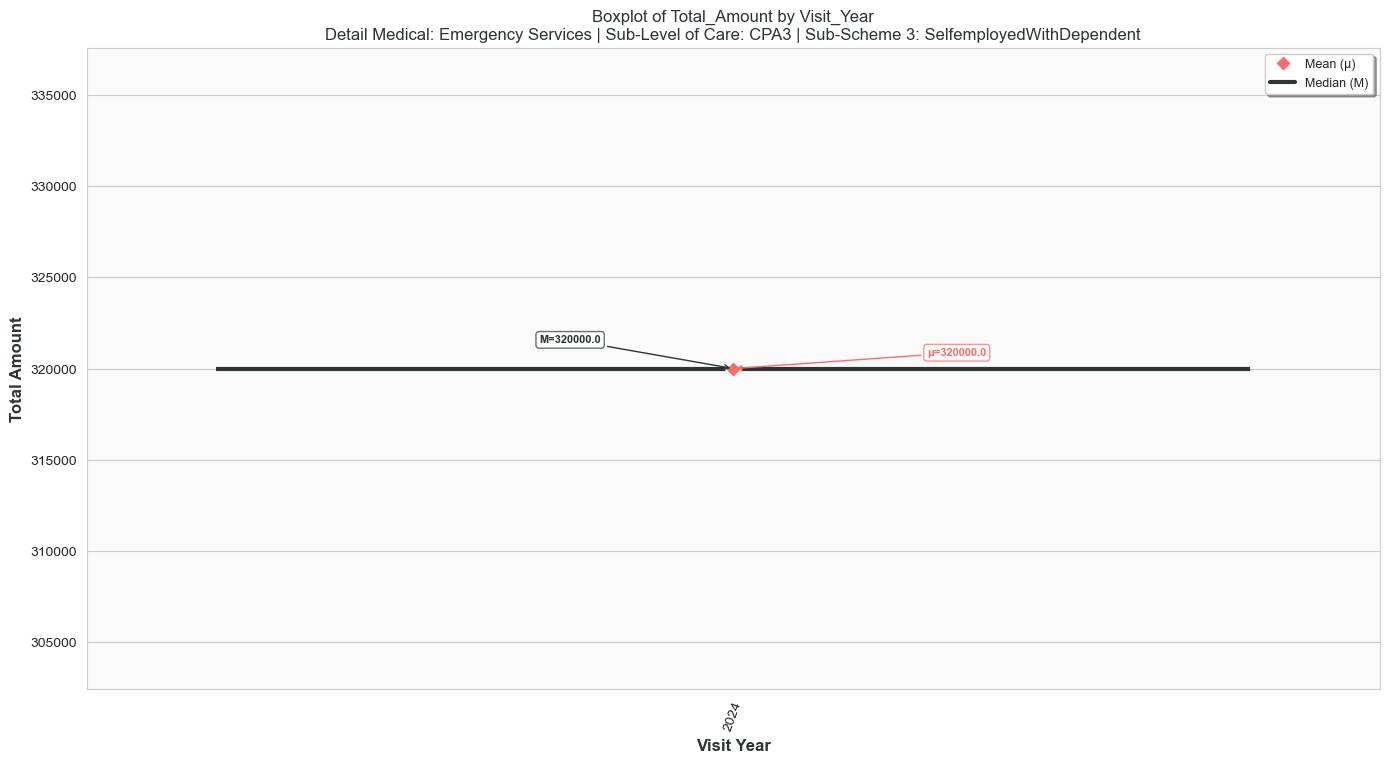 Boxplot of Total_Amount by Visit_Year
Detail Medical: Emergency Services | Sub-Level of Care: CPA3 | Sub-Scheme 3: SelfemployedWithDependent
Mean (μ)
Median (M)
335000
330000
325000
320000
315000
310000
305000
Total Amount
M=320000.0
μ=320000.0
2024
Visit Year